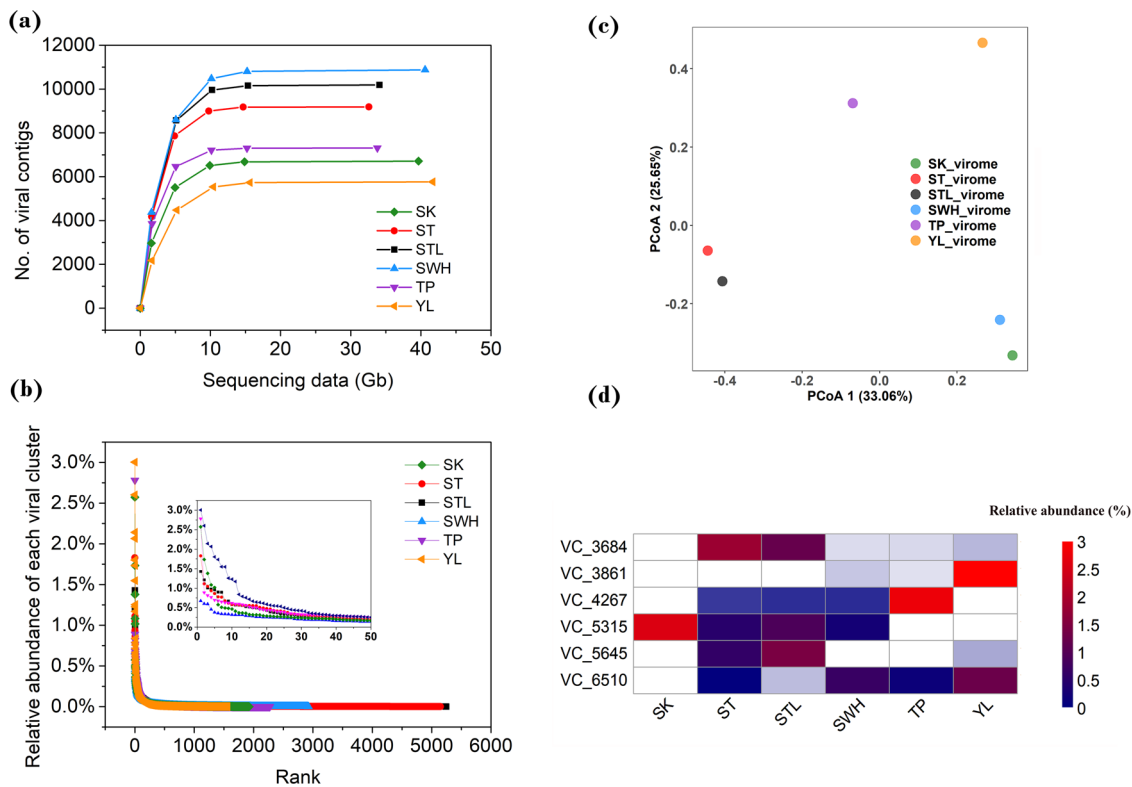 (a)
12000
10000
8000
6000
4000
2000
0
No. of viral contigs
0 10 20 30 40 50
Sequencing data (Gb)
SK
ST
STL
SWH
TP
YL
(b)
3.0%
2.5%
2.0%
1.5%
1.0%
0.5%
0.0%
Relative abundance of each viral cluster
0 1000 2000 3000 4000 5000 6000
Rank
SK
ST
STL
SWH
TP
YL
3.0%
2.5%
2.0%
1.5%
1.0%
0.5%
0.0%
0 10 20 30 40 50
(c)
0.4
0.2
0.0
-0.2
PCoA 2 (25.65%)
-0.4 -0.2 0.0 0.2
PCoA 1 (33.06%)
SK_virome
ST_virome
STL_virome
SWH_virome
TP_virome
YL_virome
(d)
Relative abundance (%)
VC_3684
VC_3861
VC_4267
VC_5315
VC_5645
VC_6510
SK ST STL SWH TP YL
3
2.5
2
1.5
1
0.5
0